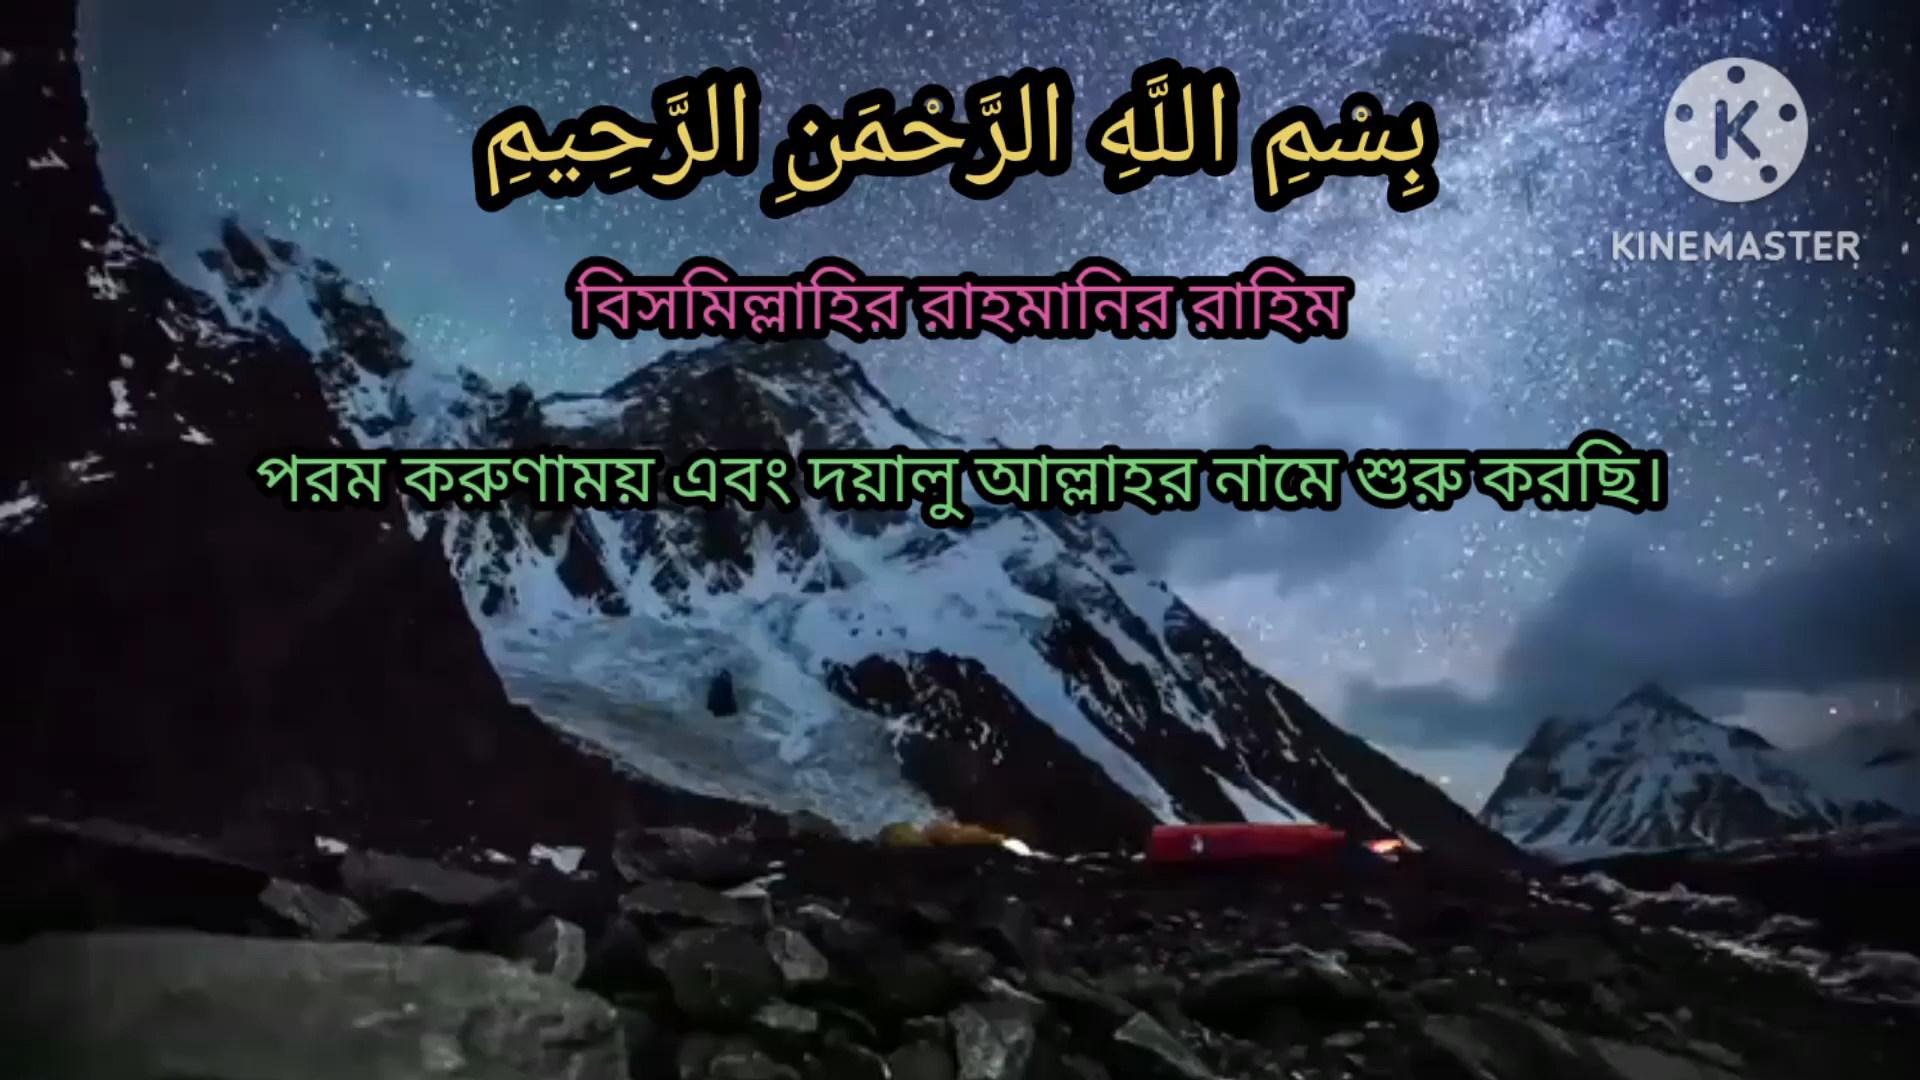 بِسْمِ اللَّهِ الرَّحْمَنِ الرَّحِيمِ
KINEMASTER
বিসমিল্লাহির রাহমানির রাহিম
পরম করুণাময় এবং দয়ালু আল্লাহর নামে শুরু করছি।